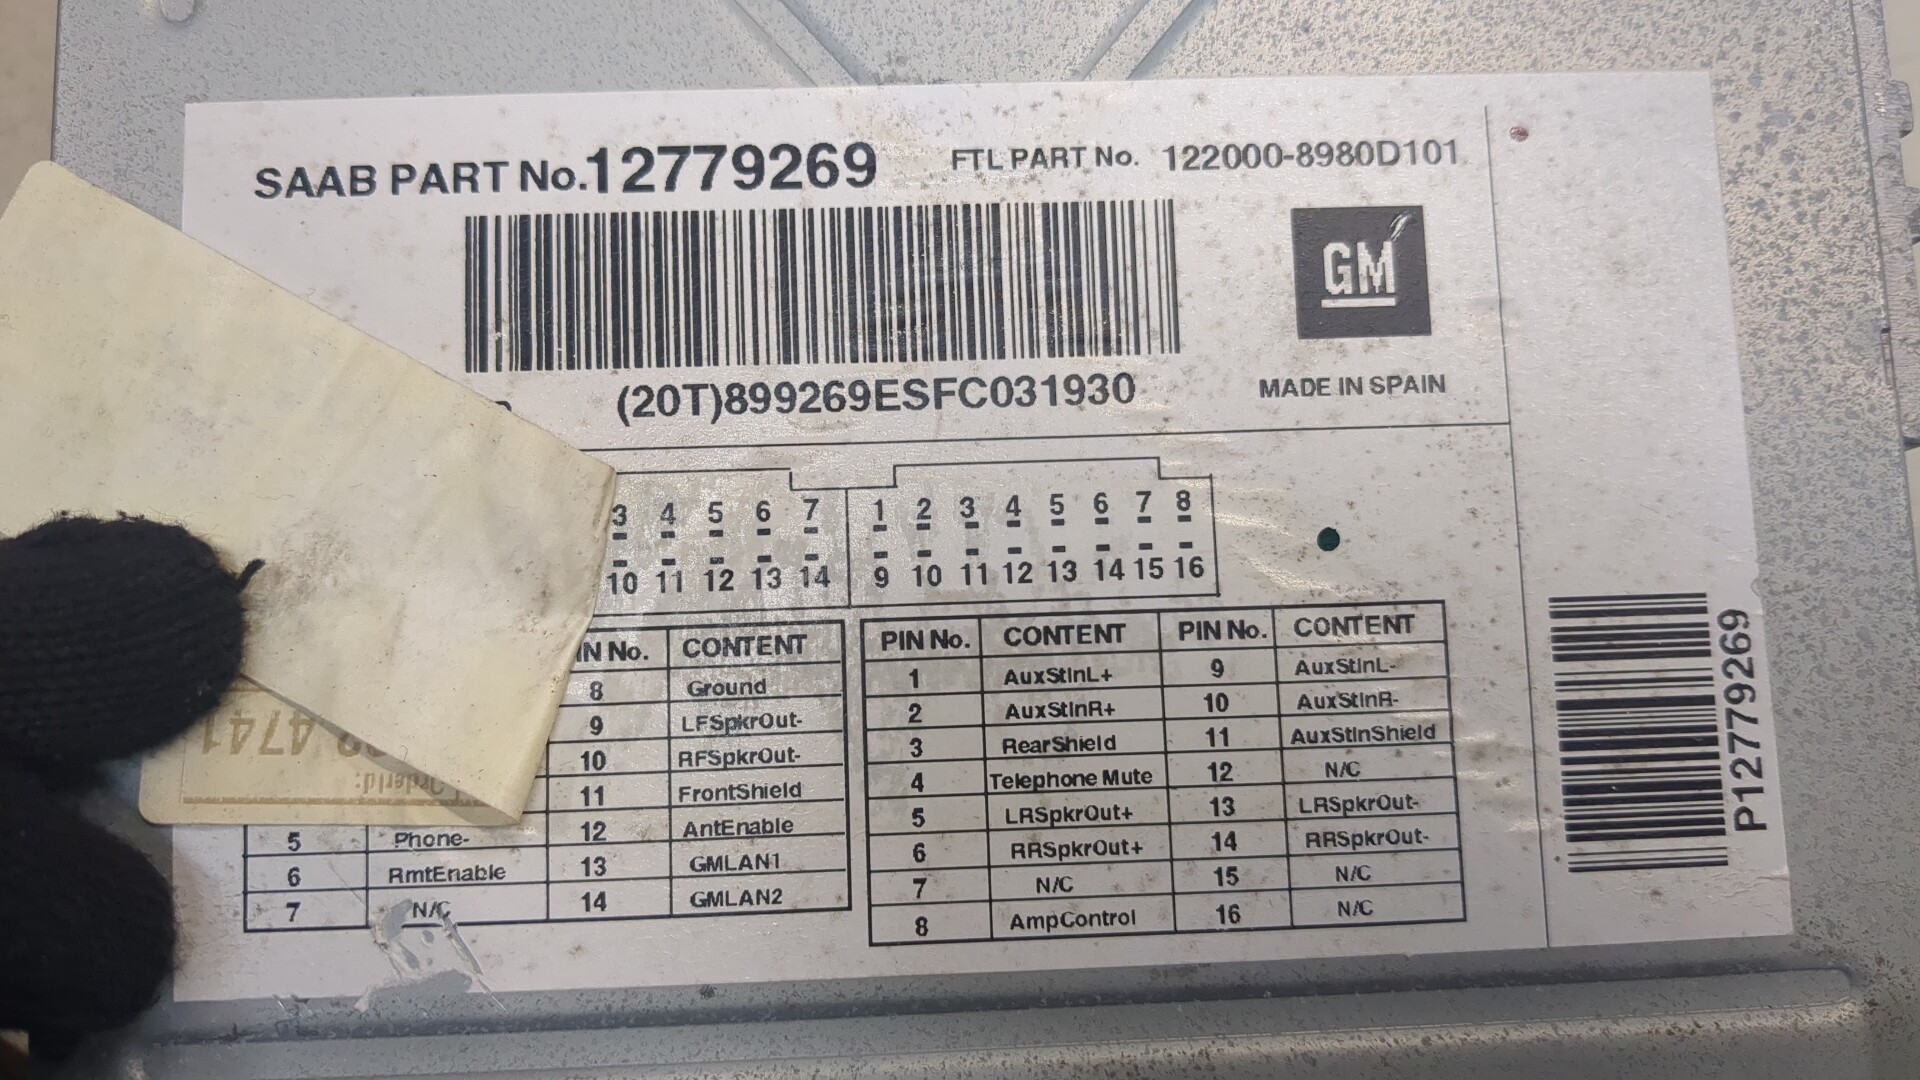 SAAB PART No.12779269
FTL PART No. 122000-8980D101
GM
(20T)899269ESFC031930
MADE IN SPAIN
3 4 5 6 7
10 11 12 13 14
1 2 3 4 5 6 7 8
9 10 11 12 13 14 15 16
IN No. CONTENT
8 Ground
9 LFSpkrOut-
10 RFSpkrOut-
11 FrontShield
5 Phone- 12 AntEnable
6 RmtEnable 13 GMLAN1
7 N/C 14 GMLAN2
PIN No. CONTENT PIN No. CONTENT
1 AuxStInL+ 9 AuxStInL-
2 AuxStInR+ 10 AuxStInR-
3 RearShield 11 AuxStInShield
4 Telephone Mute 12 N/C
5 LRSpkrOut+ 13 LRSpkrOut-
6 RRSpkrOut+ 14 RRSpkrOut-
7 N/C 15 N/C
8 AmpControl 16 N/C
P12779269
OrderId:
4741